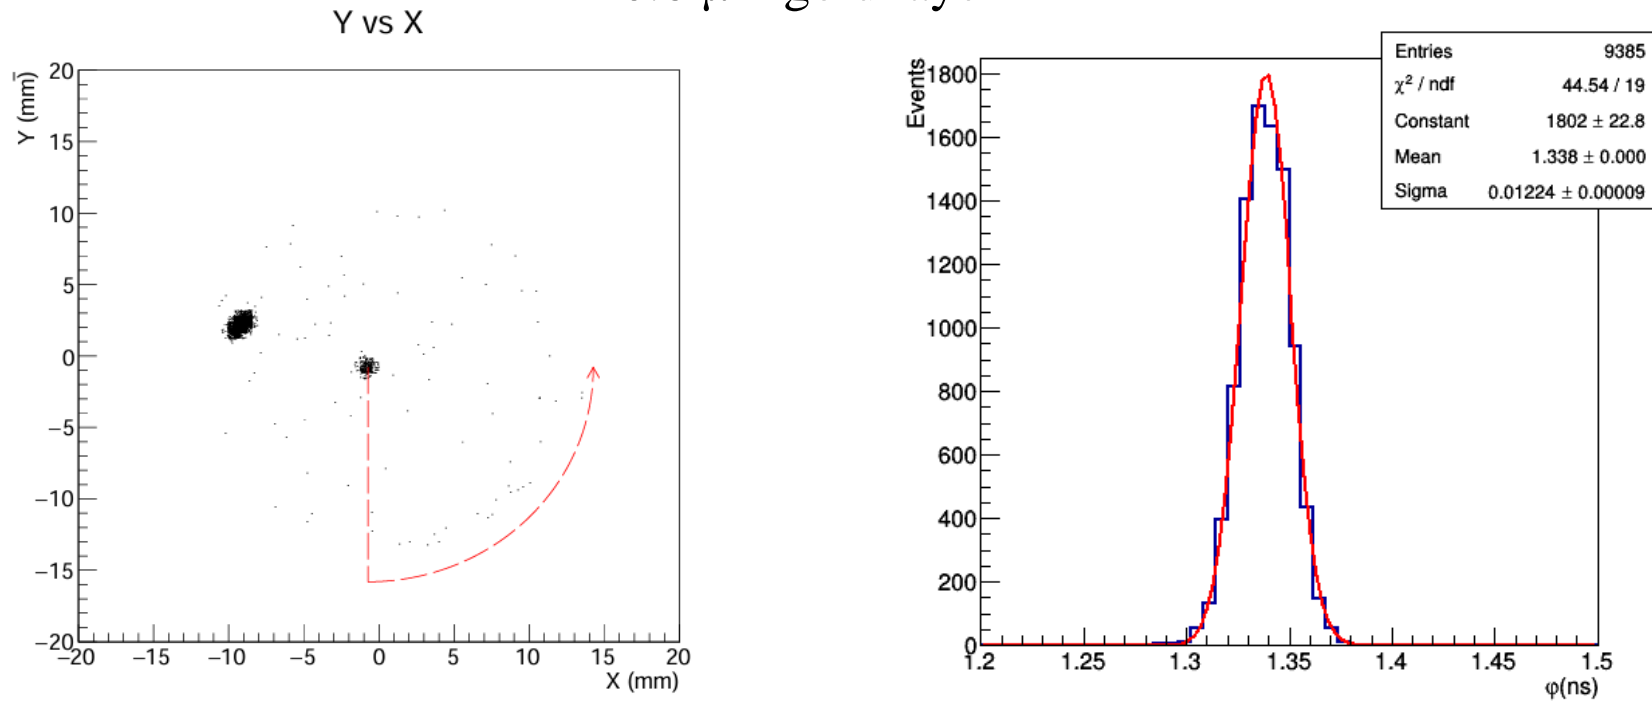 Y vs X
Y (mm)
20
15
10
5
0
−5
−10
−15
−20
−20 −15 −10 −5 0 5 10 15 20
X (mm)
Events
1800
1600
1400
1200
1000
800
600
400
200
0
1.2 1.25 1.3 1.35 1.4 1.45 1.5
φ(ns)
Entries 9385
χ² / ndf 44.54 / 19
Constant 1802 ± 22.8
Mean 1.338 ± 0.000
Sigma 0.01224 ± 0.00009